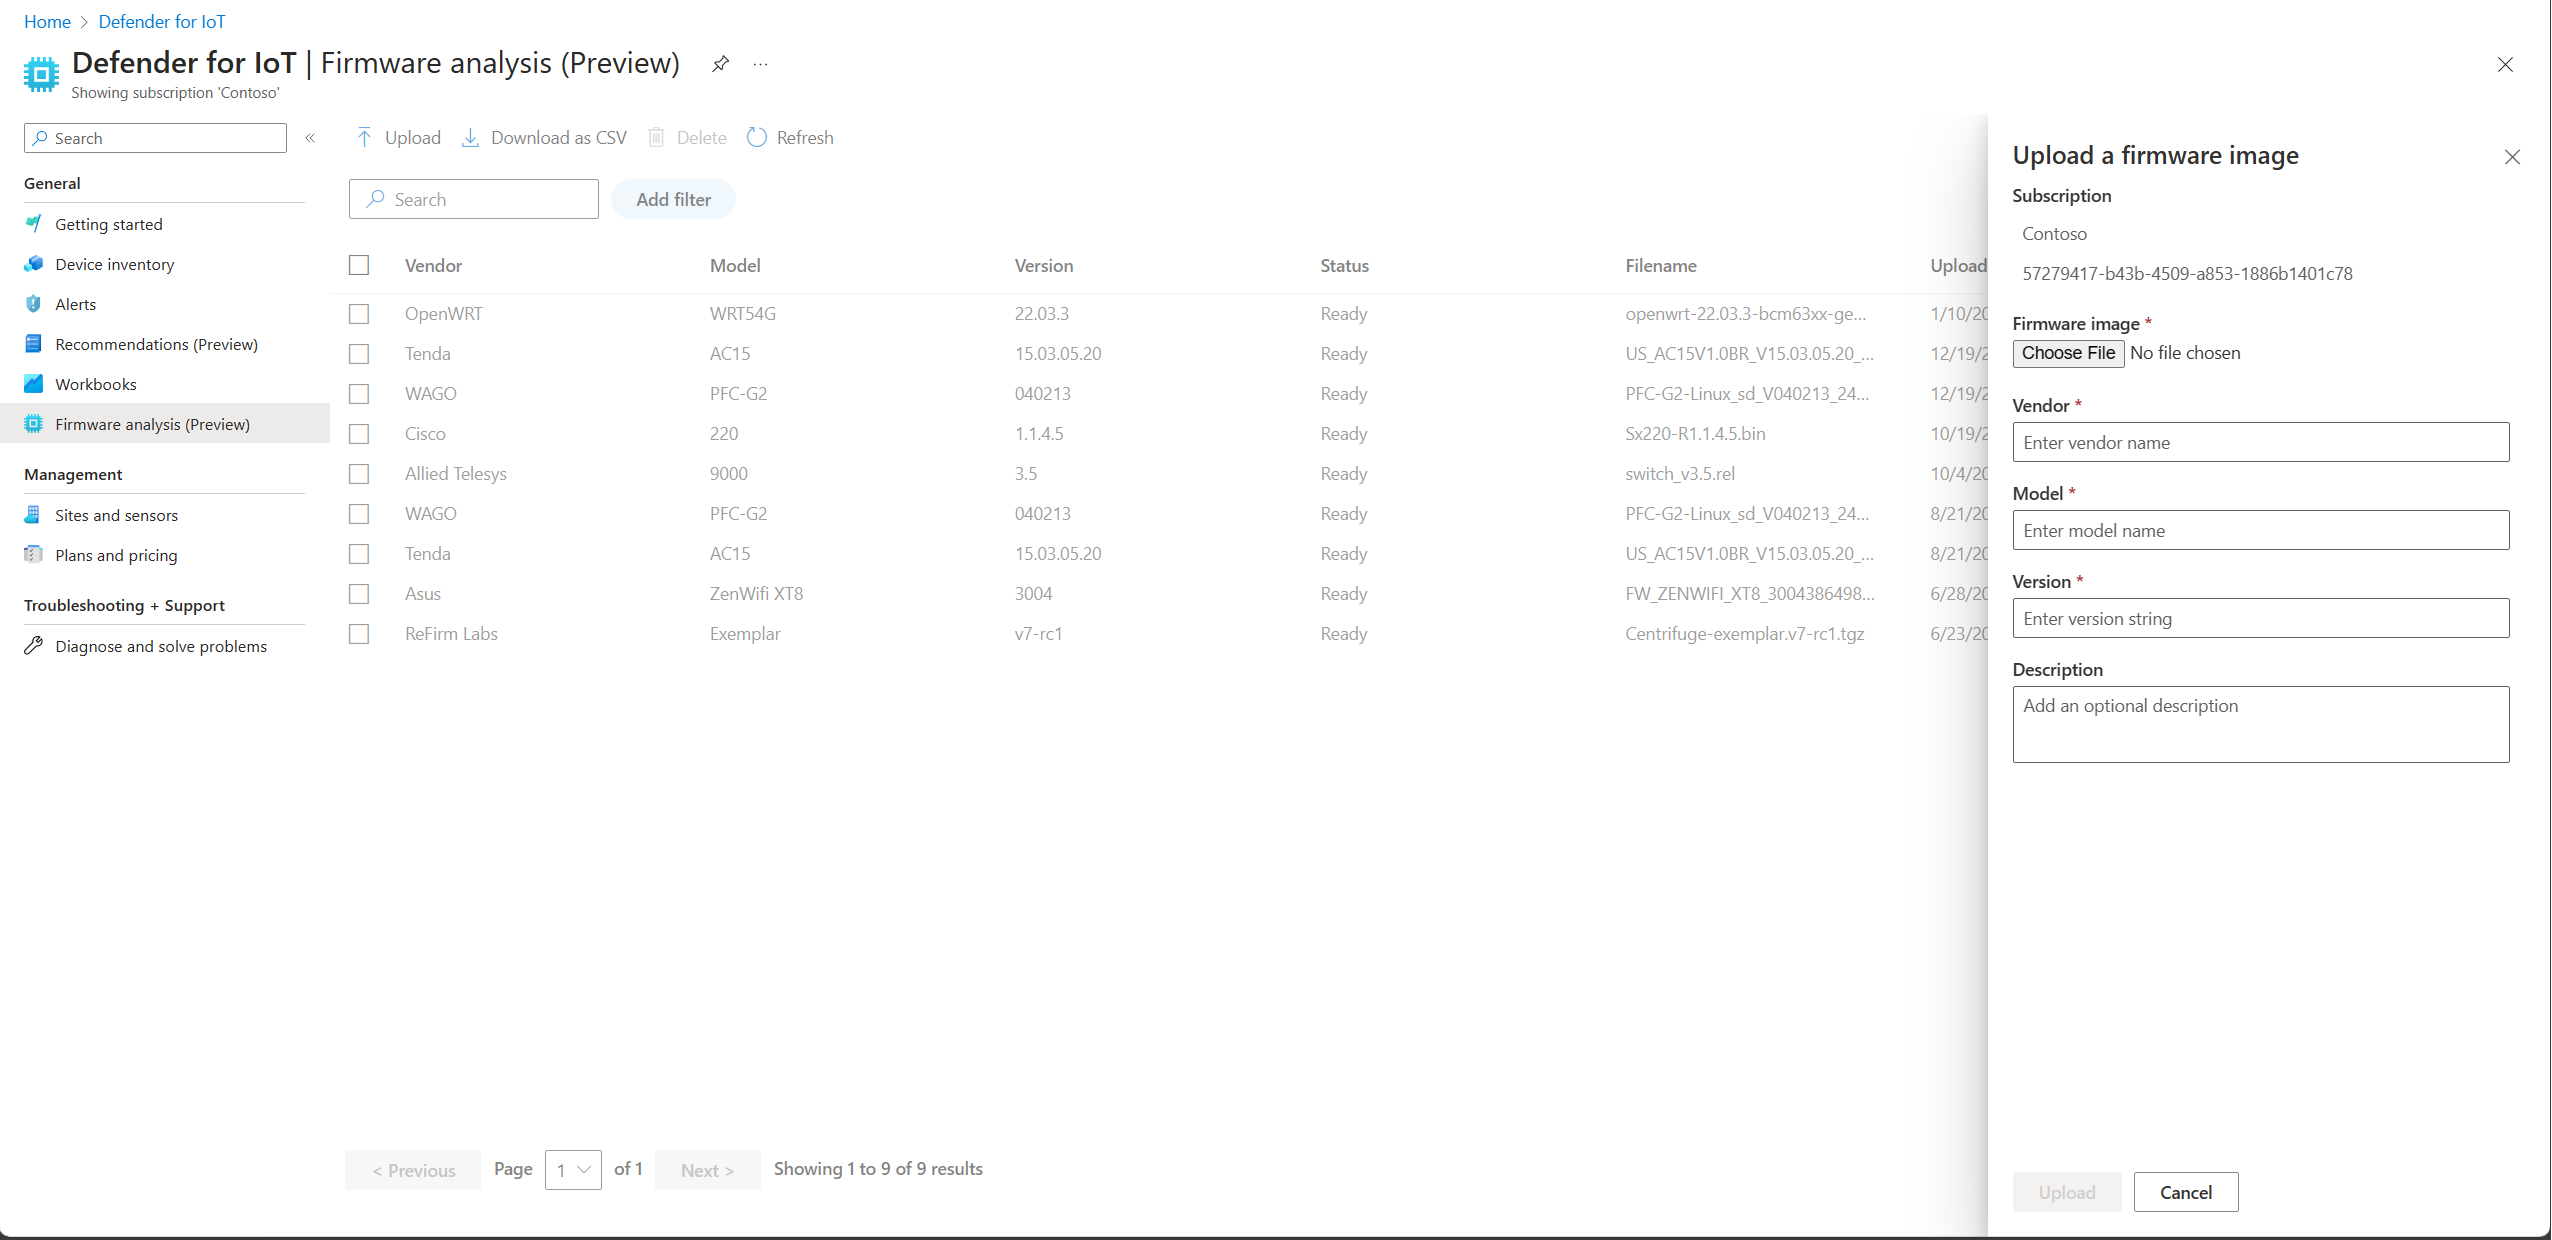 Home > Defender for IoT
Defender for IoT | Firmware analysis (Preview) ...
Showing subscription 'Contoso'
Search «
General
Getting started
Device inventory
Alerts
Recommendations (Preview)
Workbooks
Firmware analysis (Preview)
Management
Sites and sensors
Plans and pricing
Troubleshooting + Support
Diagnose and solve problems
Upload Download as CSV Delete Refresh
Search Add filter
Vendor Model Version Status Filename Upload
OpenWRT WRT54G 22.03.3 Ready openwrt-22.03.3-bcm63xx-ge... 1/10/20
Tenda AC15 15.03.05.20 Ready US_AC15V1.0BR_V15.03.05.20_... 12/19/2
WAGO PFC-G2 040213 Ready PFC-G2-Linux_sd_V040213_24... 12/19/2
Cisco 220 1.1.4.5 Ready Sx220-R1.1.4.5.bin 10/19/2
Allied Telesys 9000 3.5 Ready switch_v3.5.rel 10/4/20
WAGO PFC-G2 040213 Ready PFC-G2-Linux_sd_V040213_24... 8/21/20
Tenda AC15 15.03.05.20 Ready US_AC15V1.0BR_V15.03.05.20_... 8/21/20
Asus ZenWifi XT8 3004 Ready FW_ZENWIFI_XT8_3004386498... 6/28/20
ReFirm Labs Exemplar v7-rc1 Ready Centrifuge-exemplar.v7-rc1.tgz 6/23/20
< Previous Page 1 of 1 Next > Showing 1 to 9 of 9 results
Upload a firmware image
Subscription
Contoso
57279417-b43b-4509-a853-1886b1401c78
Firmware image *
Choose File No file chosen
Vendor *
Enter vendor name
Model *
Enter model name
Version *
Enter version string
Description
Add an optional description
Upload Cancel